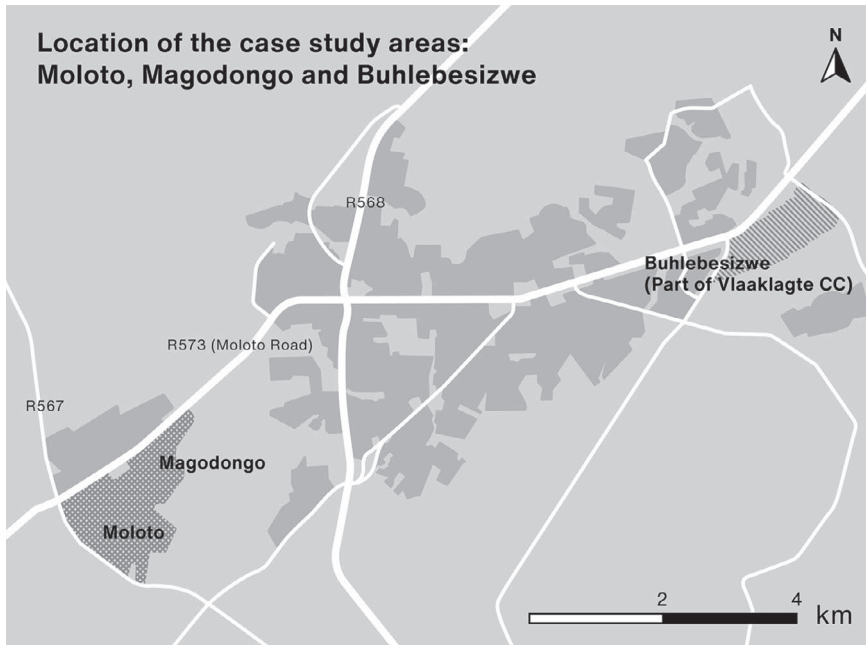 Location of the case study areas:
Moloto, Magodongo and Buhlebesizwe
N
R568
Buhlebesizwe
(Part of Vlaaklagte CC)
R573 (Moloto Road)
R567
Magodongo
Moloto
2 4
km